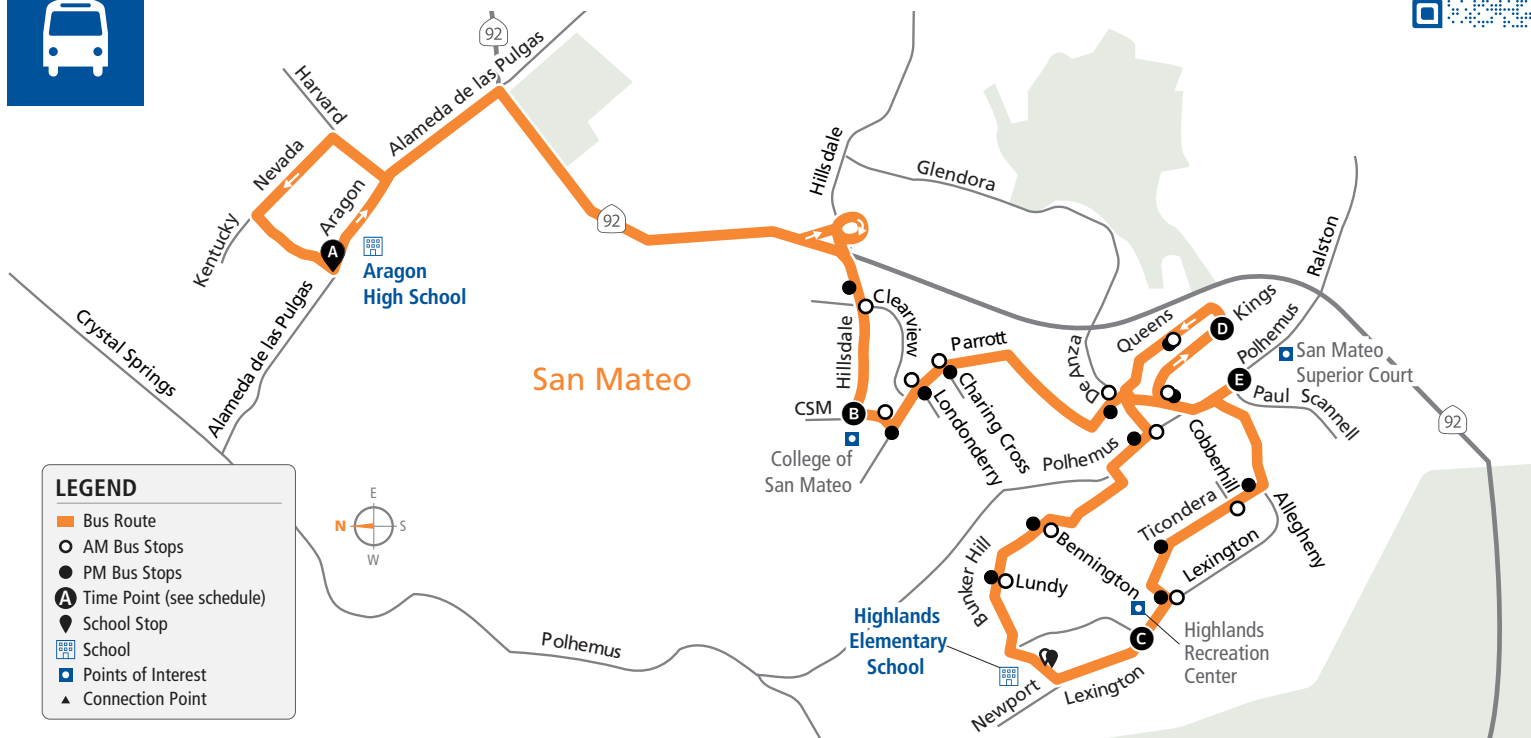 92
Alameda de las Pulgas
Harvard
Nevada
Aragon
Kentucky
A
Aragon
High School
Alameda de las Pulgas
Crystal Springs
92
Hillsdale
Glendora
Ralston
San Mateo
Hillsdale
Clearview
Parrott
De Anza
Queens
Kings
D
Polhemus
E
San Mateo
Superior Court
Paul Scannell
92
CSM
B
College of
San Mateo
Londonderry
Charing Cross
Polhemus
Cobberhill
Ticondera
Allegheny
Lexington
Bennington
Bunker Hill
Lundy
Highlands
Elementary
School
C
Highlands
Recreation
Center
Newport
Lexington
Polhemus
E
N
S
W
LEGEND
Bus Route
AM Bus Stops
PM Bus Stops
A Time Point (see schedule)
School Stop
School
Points of Interest
Connection Point